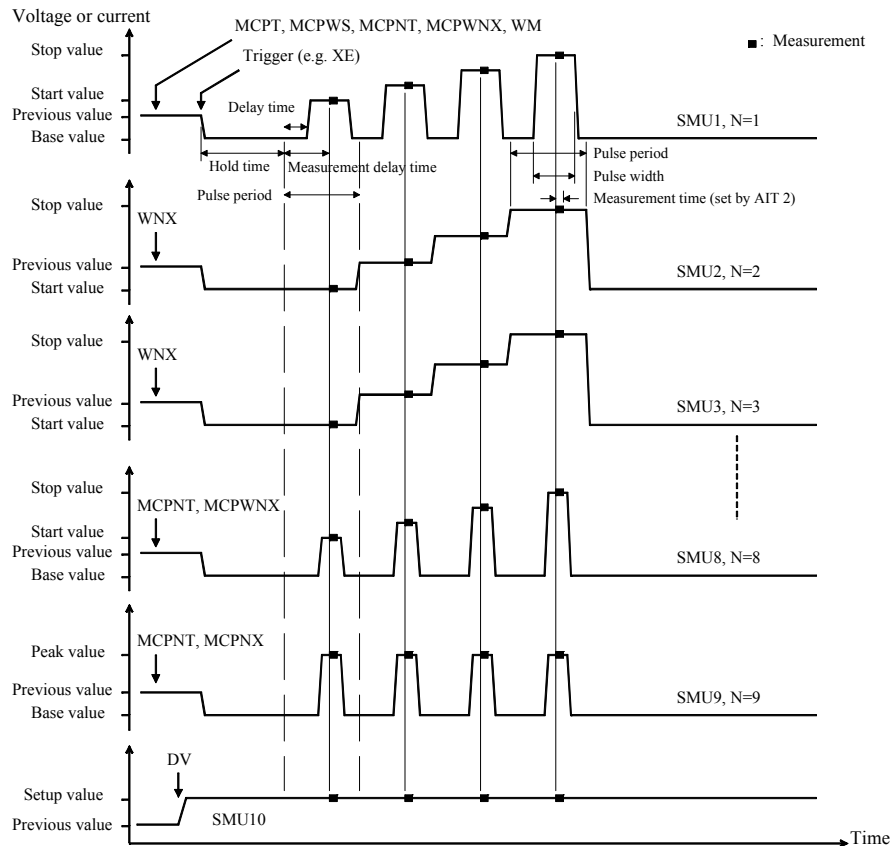 Voltage or current
MCPT, MCPWS, MCPNT, MCPWNX, WM
Stop value
■: Measurement
Trigger (e.g. XE)
Start value
Delay time
Previous value
SMU1, N=1
Base value
Pulse period
Hold time
Measurement delay time
Pulse width
Pulse period
Measurement time (set by AIT 2)
Stop value
WNX
Previous value
SMU2, N=2
Start value
Stop value
WNX
Previous value
SMU3, N=3
Start value
Stop value
MCPNT, MCPWNX
Start value
Previous value
SMU8, N=8
Base value
MCPNT, MCPNX
Peak value
Previous value
SMU9, N=9
Base value
DV
Setup value
SMU10
Previous value
Time